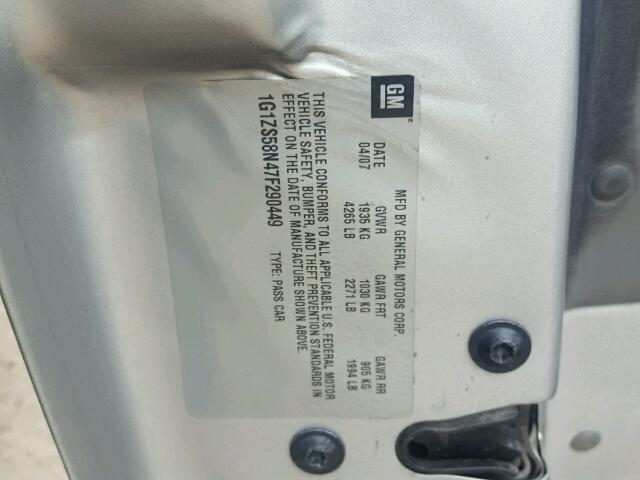 GM
MFD BY GENERAL MOTORS CORP.
DATE GVWR GAWR FRT GAWR RR
04/07 1935 KG 1030 KG 905 KG
4265 LB 2271 LB 1994 LB
THIS VEHICLE CONFORMS TO ALL APPLICABLE U.S. FEDERAL MOTOR
VEHICLE SAFETY, BUMPER, AND THEFT PREVENTION STANDARDS IN
EFFECT ON THE DATE OF MANUFACTURE SHOWN ABOVE.
1G1ZS58N47F290449 TYPE: PASS CAR